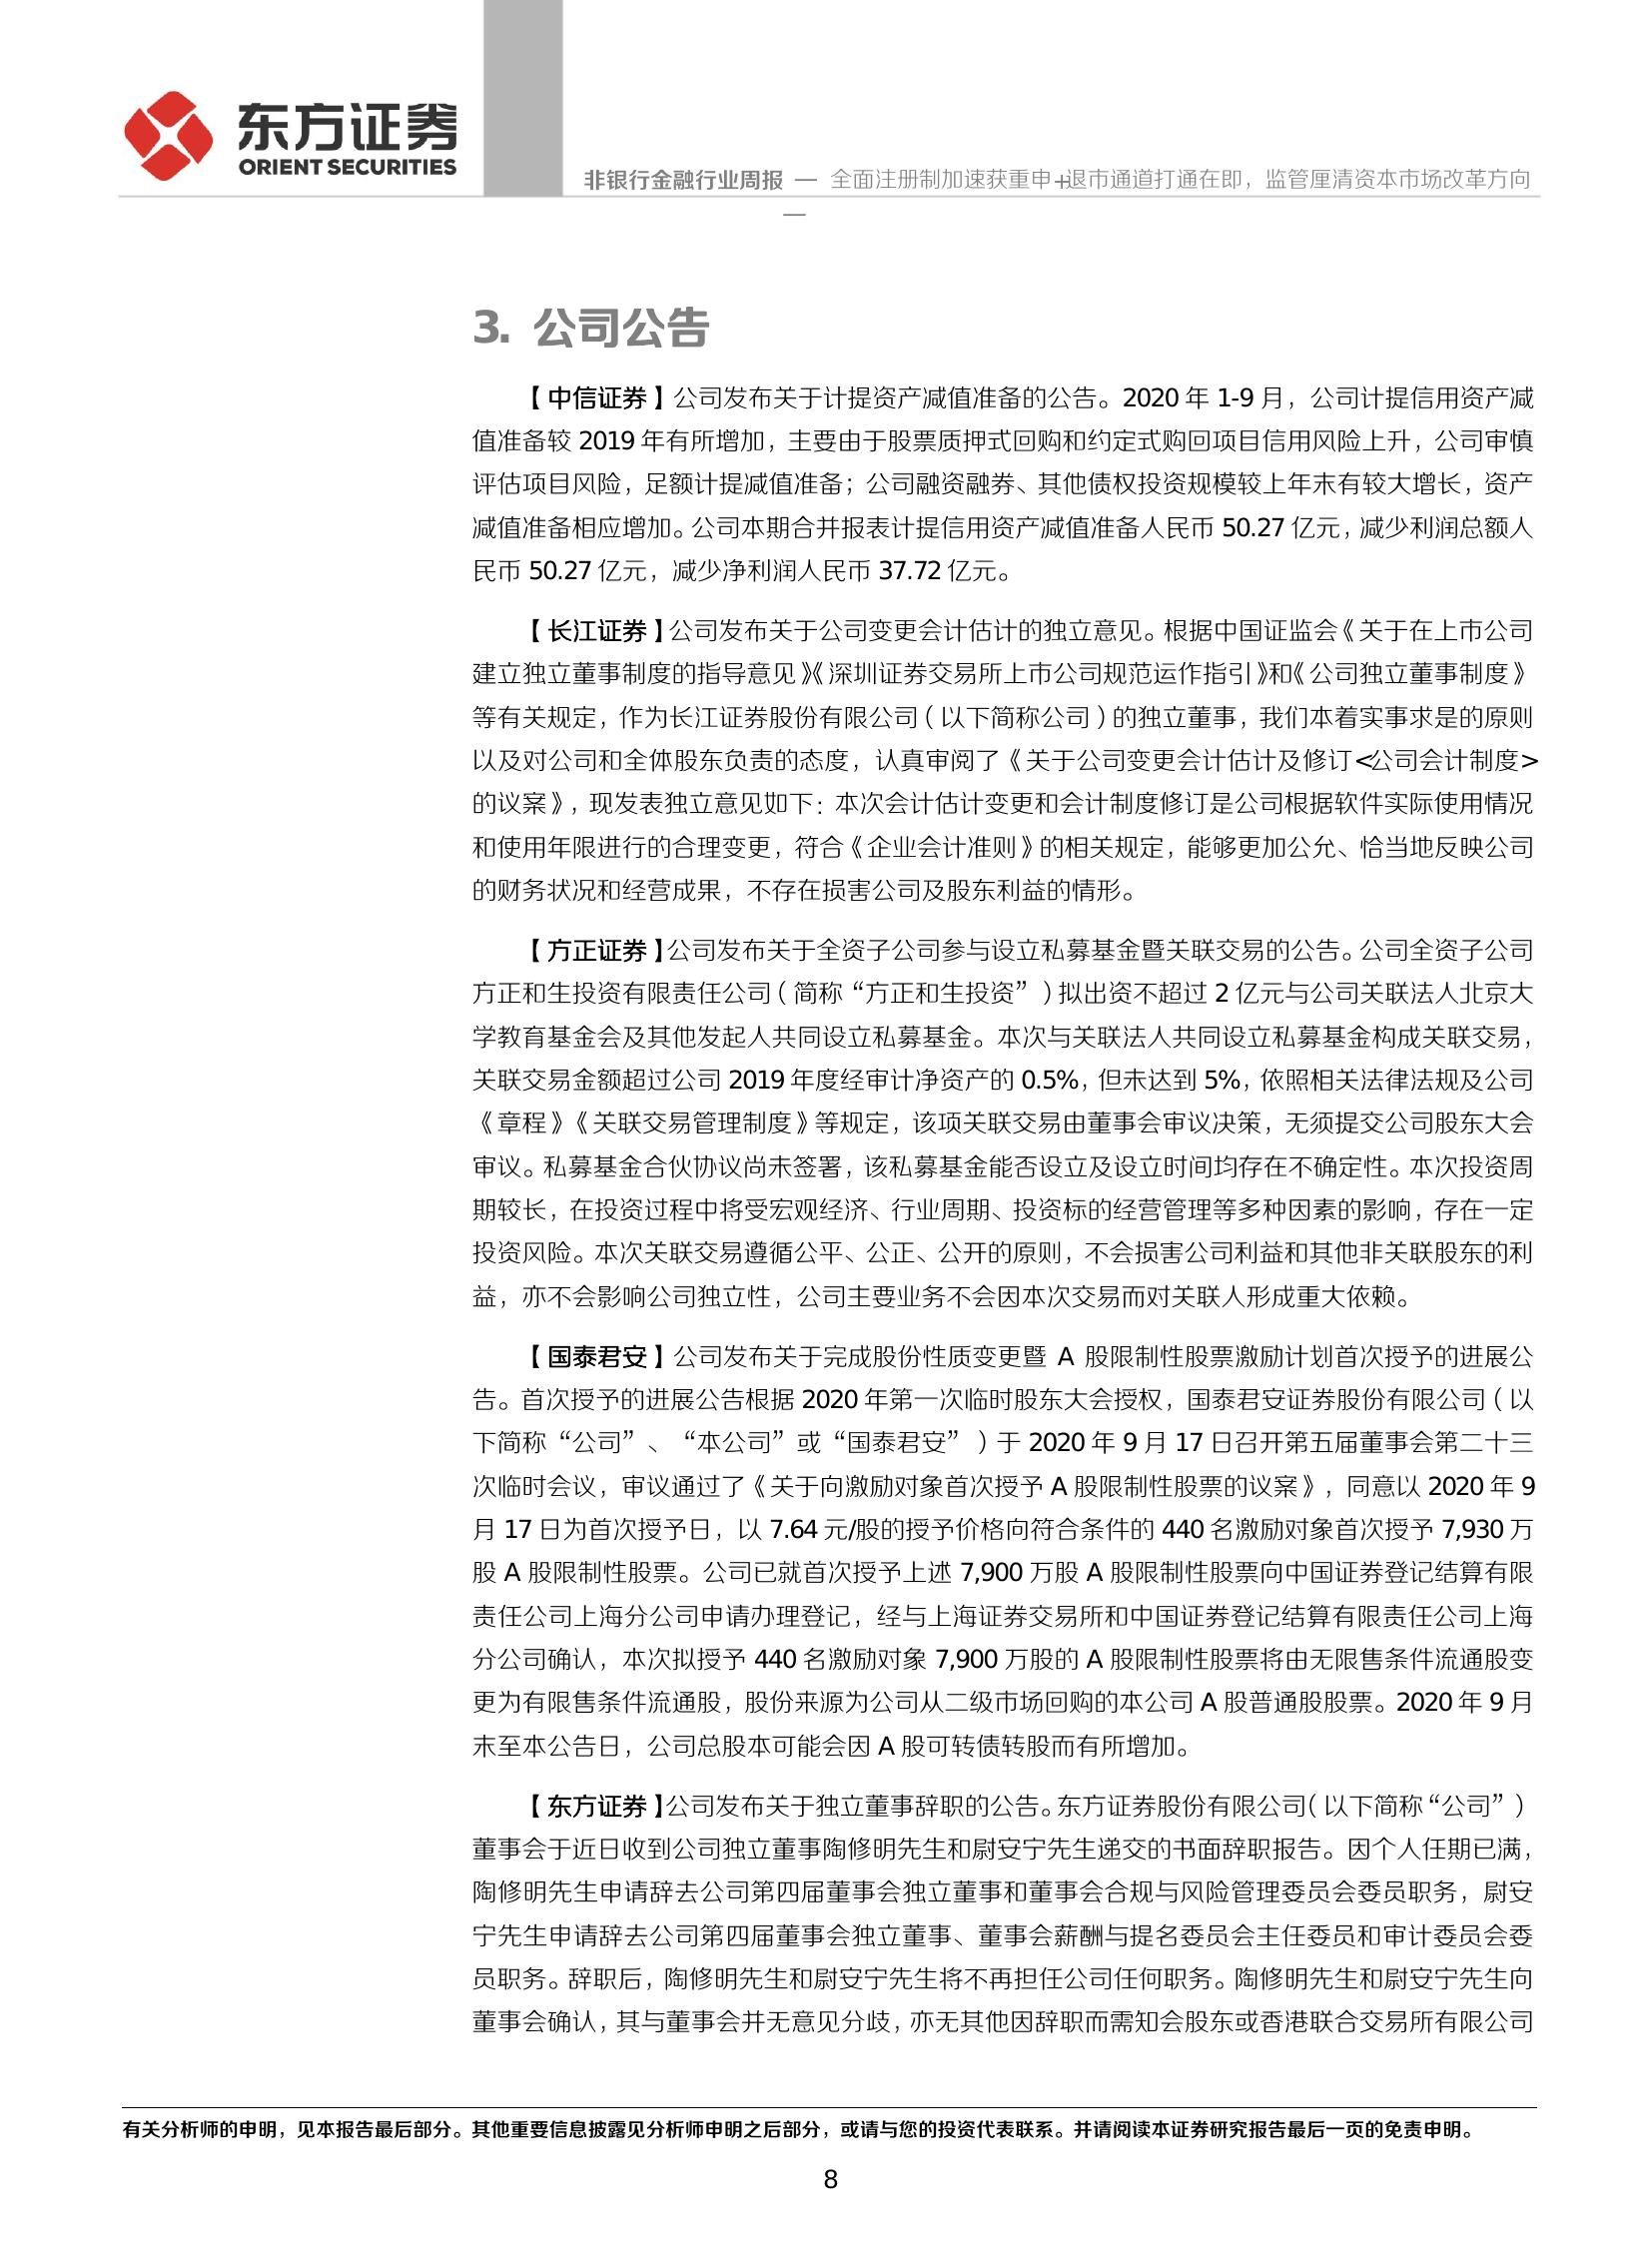 东方证券
ORIENT SECURITIES
非银行金融行业周报 — 全面注册制加速获重申+退市通道打通在即，监管厘清资本市场改革方向
—
3. 公司公告
【中信证券】公司发布关于计提资产减值准备的公告。2020 年 1-9 月，公司计提信用资产减
值准备较 2019 年有所增加，主要由于股票质押式回购和约定式购回项目信用风险上升，公司审慎
评估项目风险，足额计提减值准备；公司融资融券、其他债权投资规模较上年末有较大增长，资产
减值准备相应增加。公司本期合并报表计提信用资产减值准备人民币 50.27 亿元，减少利润总额人
民币 50.27 亿元，减少净利润人民币 37.72 亿元。
【长江证券】公司发布关于公司变更会计估计的独立意见。根据中国证监会《关于在上市公司
建立独立董事制度的指导意见》《深圳证券交易所上市公司规范运作指引》和《公司独立董事制度》
等有关规定，作为长江证券股份有限公司（以下简称公司）的独立董事，我们本着实事求是的原则
以及对公司和全体股东负责的态度，认真审阅了《关于公司变更会计估计及修订<公司会计制度>
的议案》，现发表独立意见如下：本次会计估计变更和会计制度修订是公司根据软件实际使用情况
和使用年限进行的合理变更，符合《企业会计准则》的相关规定，能够更加公允、恰当地反映公司
的财务状况和经营成果，不存在损害公司及股东利益的情形。
【方正证券】公司发布关于全资子公司参与设立私募基金暨关联交易的公告。公司全资子公司
方正和生投资有限责任公司（简称“方正和生投资”）拟出资不超过 2 亿元与公司关联法人北京大
学教育基金会及其他发起人共同设立私募基金。本次与关联法人共同设立私募基金构成关联交易，
关联交易金额超过公司 2019 年度经审计净资产的 0.5%，但未达到 5%，依照相关法律法规及公司
《章程》《关联交易管理制度》等规定，该项关联交易由董事会审议决策，无须提交公司股东大会
审议。私募基金合伙协议尚未签署，该私募基金能否设立及设立时间均存在不确定性。本次投资周
期较长，在投资过程中将受宏观经济、行业周期、投资标的经营管理等多种因素的影响，存在一定
投资风险。本次关联交易遵循公平、公正、公开的原则，不会损害公司利益和其他非关联股东的利
益，亦不会影响公司独立性，公司主要业务不会因本次交易而对关联人形成重大依赖。
【国泰君安】公司发布关于完成股份性质变更暨 A 股限制性股票激励计划首次授予的进展公
告。首次授予的进展公告根据 2020 年第一次临时股东大会授权，国泰君安证券股份有限公司（以
下简称“公司”、“本公司”或“国泰君安”）于 2020 年 9 月 17 日召开第五届董事会第二十三
次临时会议，审议通过了《关于向激励对象首次授予 A 股限制性股票的议案》，同意以 2020 年 9
月 17 日为首次授予日，以 7.64 元/股的授予价格向符合条件的 440 名激励对象首次授予 7,930 万
股 A 股限制性股票。公司已就首次授予上述 7,900 万股 A 股限制性股票向中国证券登记结算有限
责任公司上海分公司申请办理登记，经与上海证券交易所和中国证券登记结算有限责任公司上海
分公司确认，本次拟授予 440 名激励对象 7,900 万股的 A 股限制性股票将由无限售条件流通股变
更为有限售条件流通股，股份来源为公司从二级市场回购的本公司 A 股普通股股票。2020 年 9 月
末至本公告日，公司总股本可能会因 A 股可转债转股而有所增加。
【东方证券】公司发布关于独立董事辞职的公告。东方证券股份有限公司（以下简称“公司”）
董事会于近日收到公司独立董事陶修明先生和尉安宁先生递交的书面辞职报告。因个人任期已满，
陶修明先生申请辞去公司第四届董事会独立董事和董事会合规与风险管理委员会委员职务，尉安
宁先生申请辞去公司第四届董事会独立董事、董事会薪酬与提名委员会主任委员和审计委员会委
员职务。辞职后，陶修明先生和尉安宁先生将不再担任公司任何职务。陶修明先生和尉安宁先生向
董事会确认，其与董事会并无意见分歧，亦无其他因辞职而需知会股东或香港联合交易所有限公司
有关分析师的申明，见本报告最后部分。其他重要信息披露见分析师申明之后部分，或请与您的投资代表联系。并请阅读本证券研究报告最后一页的免责申明。
8